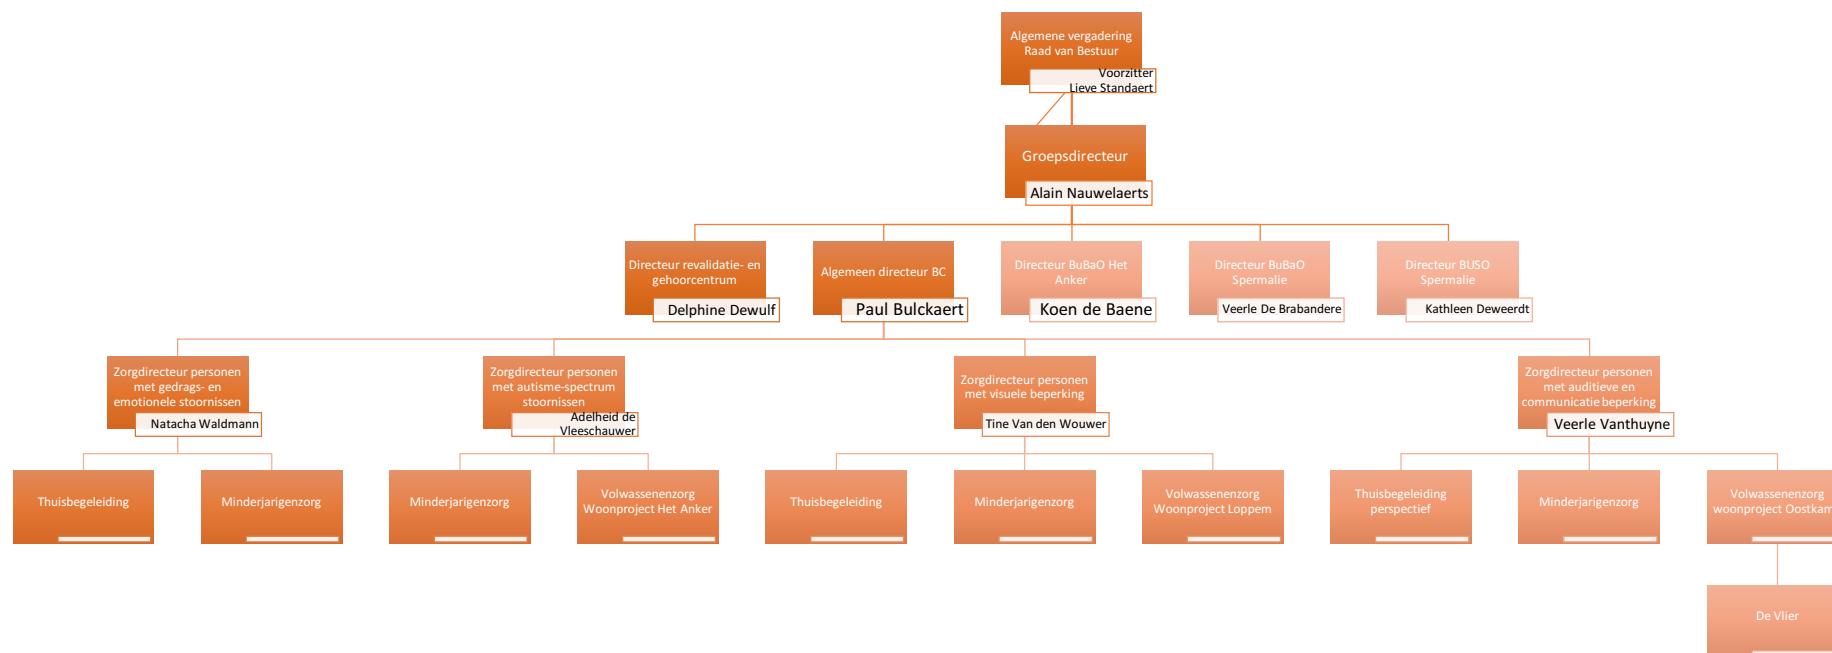 Algemene vergadering
Raad van Bestuur
Voorzitter
Lieve Standaert
Groepsdirecteur
Alain Nauwelaerts
Directeur revalidatie- en
gehoorcentrum
Delphine Dewulf
Algemeen directeur BC
Paul Bulckaert
Directeur BuBaO Het
Anker
Koen de Baene
Directeur BuBaO
Spermalie
Veerle De Brabandere
Directeur BUSO
Spermalie
Kathleen Deweerdt
Zorgdirecteur personen
met gedrags- en
emotionele stoornissen
Natacha Waldmann
Zorgdirecteur personen
met autisme-spectrum
stoornissen
Adelheid de
Vleeschauwer
Zorgdirecteur personen
met visuele beperking
Tine Van den Wouwer
Zorgdirecteur personen
met auditieve en
communicatie beperking
Veerle Vanthuyne
Thuisbegeleiding
Minderjarigenzorg
Minderjarigenzorg
Volwassenenzorg
Woonproject Het Anker
Thuisbegeleiding
Minderjarigenzorg
Volwassenenzorg
Woonproject Loppem
Thuisbegeleiding
perspectief
Minderjarigenzorg
Volwassenenzorg
woonproject Oostkam
De Vlier